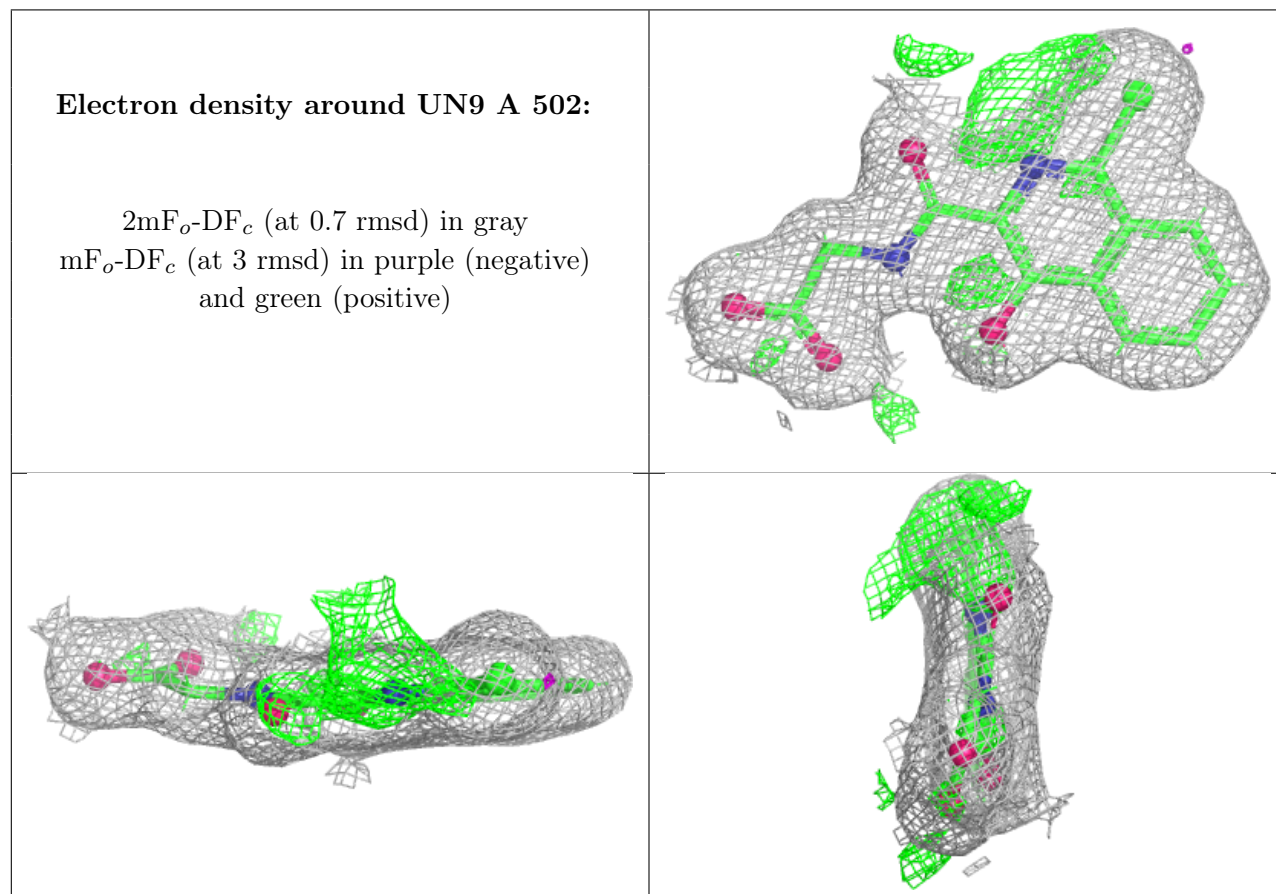 Electron density around UN9 A 502:
2mFo-DFc (at 0.7 rmsd) in gray
mFo-DFc (at 3 rmsd) in purple (negative)
and green (positive)